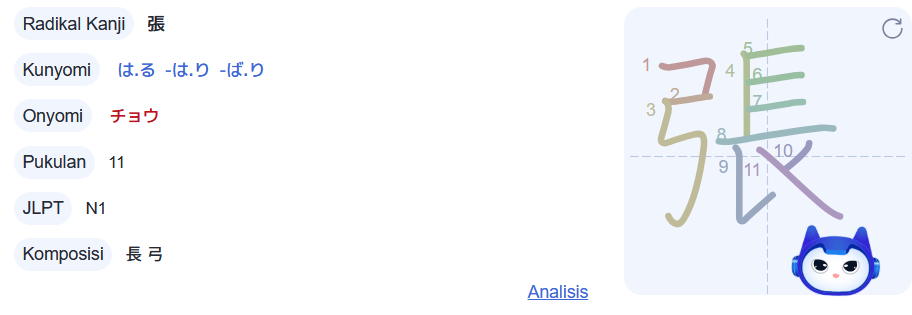 Radikal Kanji 張
Kunyomi は.る -は.り -ば.り
Onyomi チョウ
Pukulan 11
JLPT N1
Komposisi 長 弓
Analisis
張
1
2
3
4
5
6
7
8
9
10
11